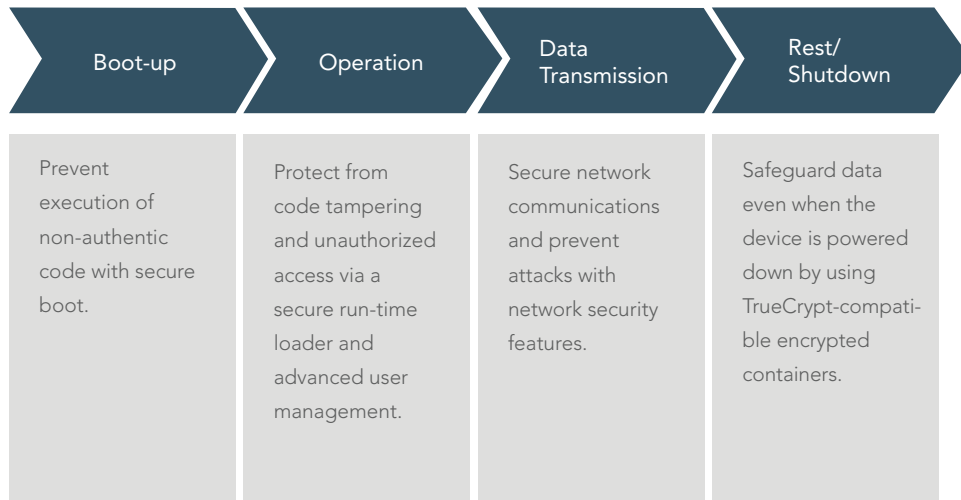 Boot-up
Operation
Data
Transmission
Rest/
Shutdown
Prevent
execution of
non-authentic
code with secure
boot.
Protect from
code tampering
and unauthorized
access via a
secure run-time
loader and
advanced user
management.
Secure network
communications
and prevent
attacks with
network security
features.
Safeguard data
even when the
device is powered
down by using
TrueCrypt-compati-
ble encrypted
containers.